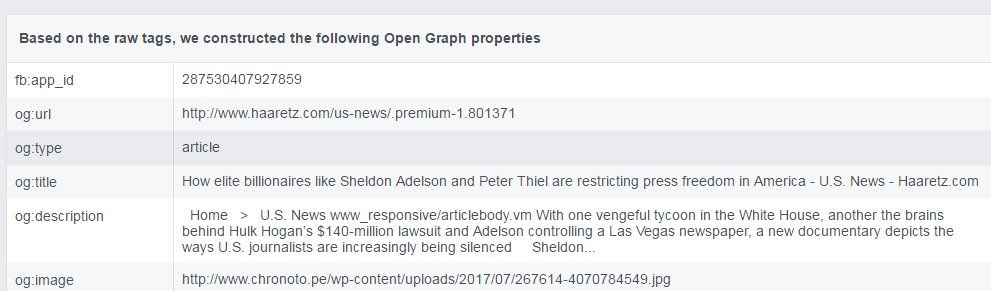 Based on the raw tags, we constructed the following Open Graph properties
fb:app_id 287530407927859
og:url http://www.haaretz.com/us-news/.premium-1.801371
og:type article
og:title How elite billionaires like Sheldon Adelson and Peter Thiel are restricting press freedom in America - U.S. News - Haaretz.com
og:description Home > U.S. News www_responsive/articlebody.vm With one vengeful tycoon in the White House, another the brains
behind Hulk Hogan’s $140-million lawsuit and Adelson controlling a Las Vegas newspaper, a new documentary depicts the
ways U.S. journalists are increasingly being silenced Sheldon...
og:image http://www.chronoto.pe/wp-content/uploads/2017/07/267614-4070784549.jpg